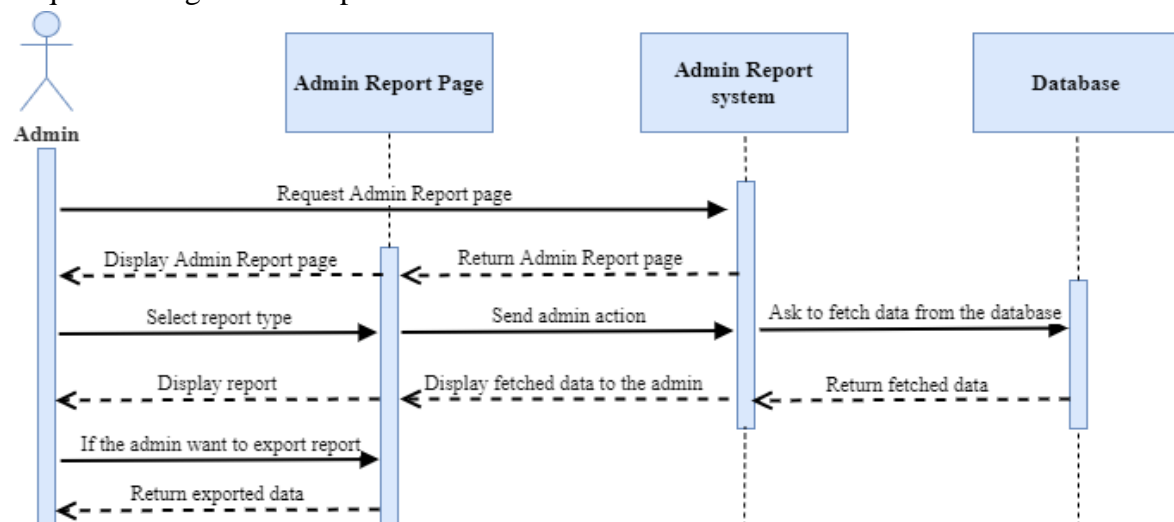 Admin Report Page
Admin Report
system
Database
Admin
Request Admin Report page
Display Admin Report page
Return Admin Report page
Select report type
Send admin action
Ask to fetch data from the database
Display report
Display fetched data to the admin
Return fetched data
If the admin want to export report
Return exported data